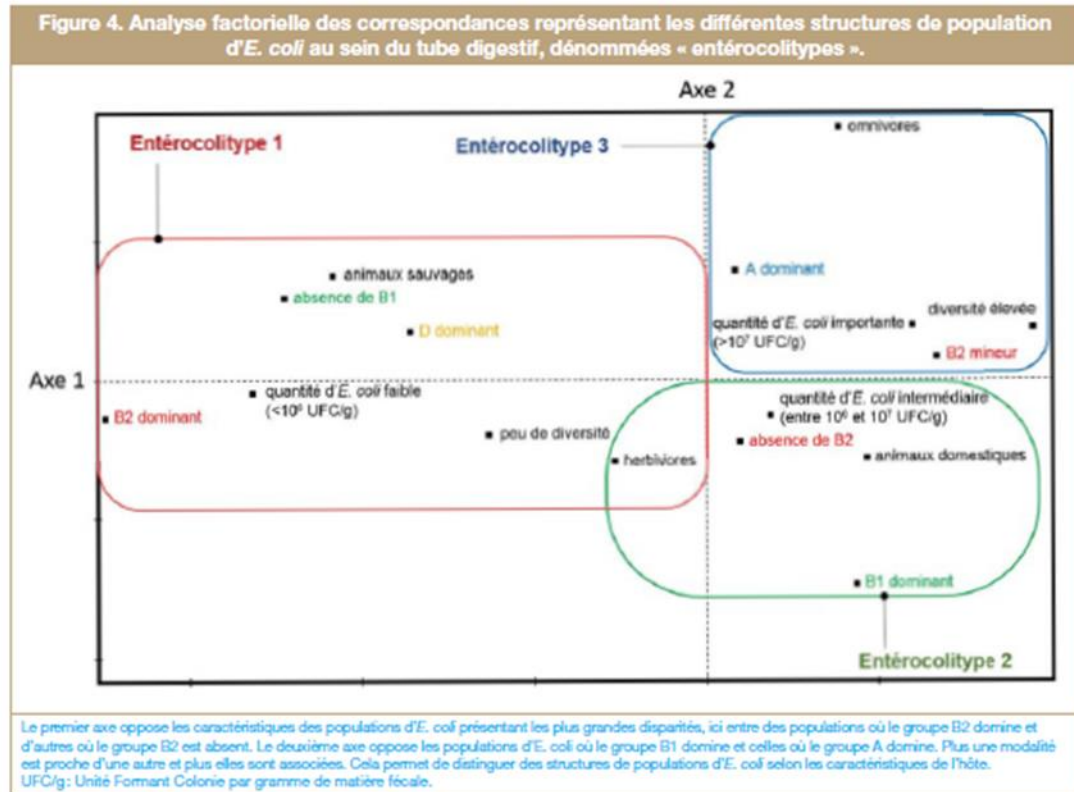 Figure 4. Analyse factorielle des correspondances représentant les différentes structures de population
d'E. coli au sein du tube digestif, dénommées « entérocolitypes ».
Axe 2
Entérocolitype 1
Entérocolitype 3
omnivores
animaux sauvages
absence de B1
D dominant
A dominant
diversité élevée
quantité d'E. coli importante
(>10⁷ UFC/g)
B2 mineur
Axe 1
quantité d'E. coli faible
(<10⁶ UFC/g)
B2 dominant
peu de diversité
herbivores
quantité d'E. coli intermédiaire
(entre 10⁶ et 10⁷ UFC/g)
absence de B2
animaux domestiques
B1 dominant
Entérocolitype 2
Le premier axe oppose les caractéristiques des populations d'E. coli présentant les plus grandes disparités, ici entre des populations où le groupe B2 domine et
d'autres où le groupe B2 est absent. Le deuxième axe oppose les populations d'E. coli où le groupe B1 domine et celles où le groupe A domine. Plus une modalité
est proche d'une autre et plus elles sont associées. Cela permet de distinguer des structures de populations d'E. coli selon les caractéristiques de l'hôte.
UFC/g : Unité Formant Colonie par gramme de matière fécale.